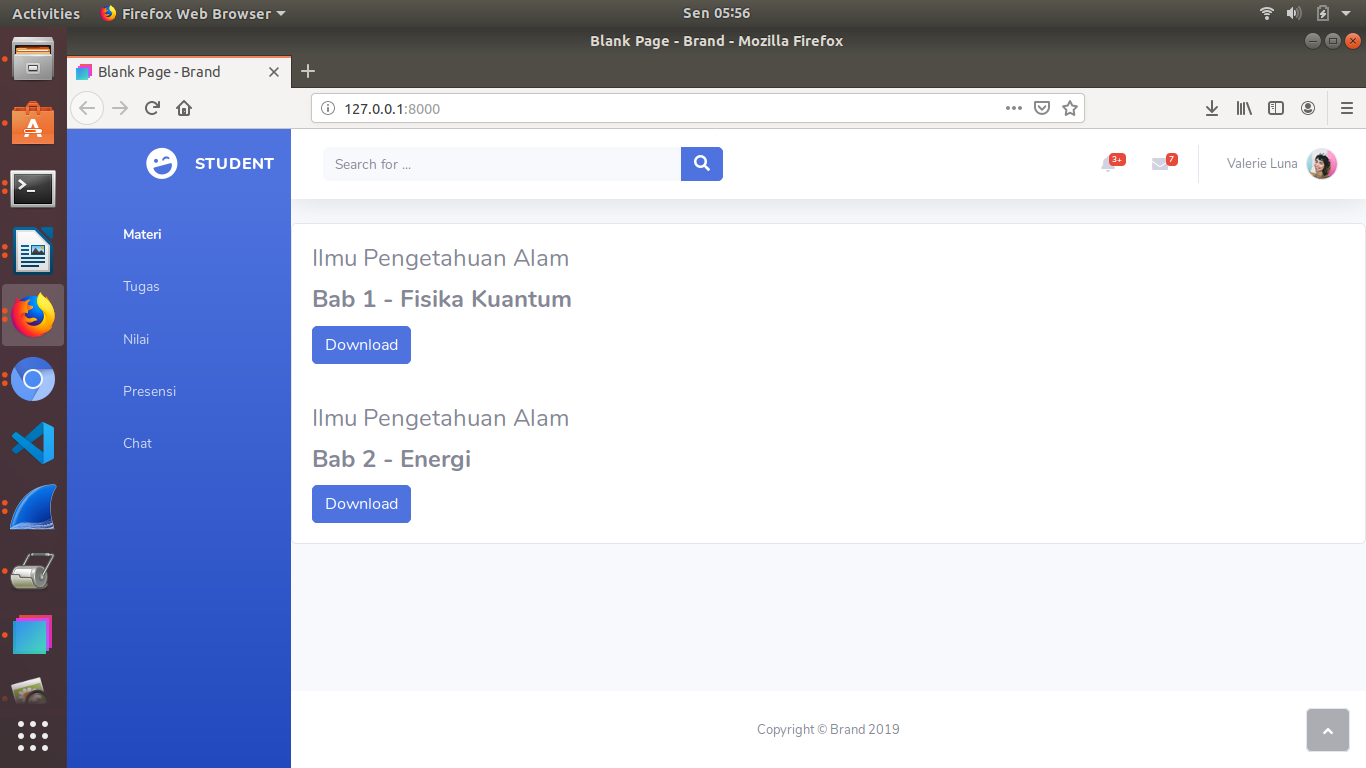 Activities
Firefox Web Browser
Sen 05:56
Blank Page - Brand - Mozilla Firefox
Blank Page - Brand
127.0.0.1:8000
STUDENT
Search for ...
3+
7
Valerie Luna
Materi
Tugas
Nilai
Presensi
Chat
Ilmu Pengetahuan Alam
Bab 1 - Fisika Kuantum
Download
Ilmu Pengetahuan Alam
Bab 2 - Energi
Download
Copyright © Brand 2019